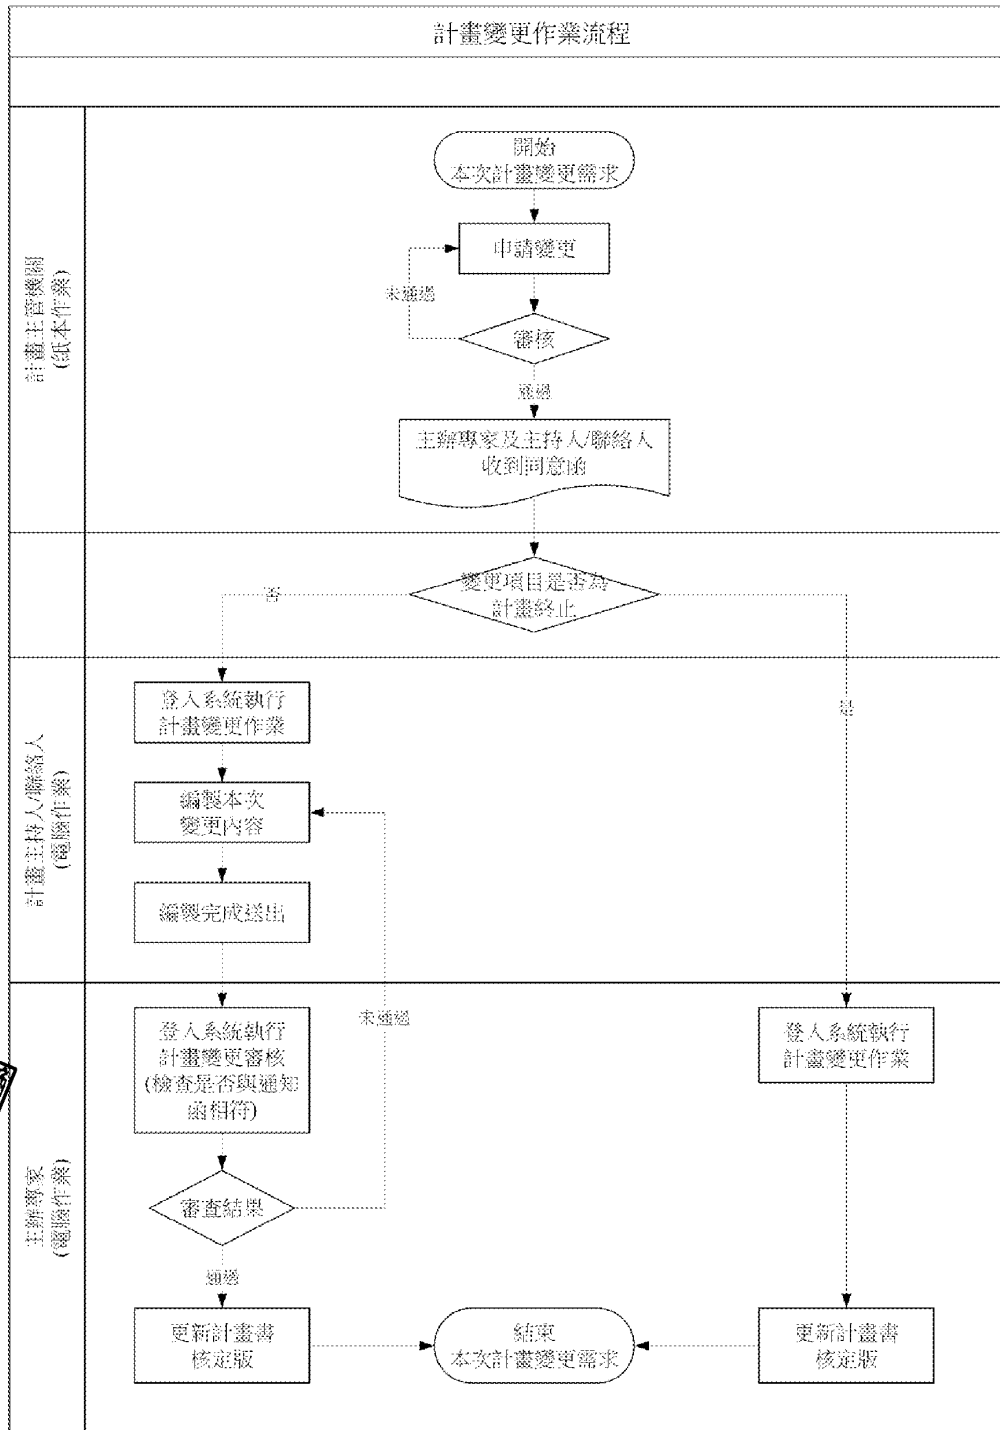 計畫變更作業流程
計畫主管機關
(紙本作業)
開始
本次計畫變更需求
申請變更
未通過
審核
通過
主辦專家及主持人/聯絡人
收到同意函
變更項目是否為
計畫終止
否
是
計畫主持人/聯絡人
(電腦作業)
登入系統執行
計畫變更作業
編製本次
變更內容
編製完成送出
主辦專家
(電腦作業)
登入系統執行
計畫變更審核
(檢查是否與通知
函相符)
未通過
登入系統執行
計畫變更作業
審查結果
通過
更新計畫書
核定版
結束
本次計畫變更需求
更新計畫書
核定版